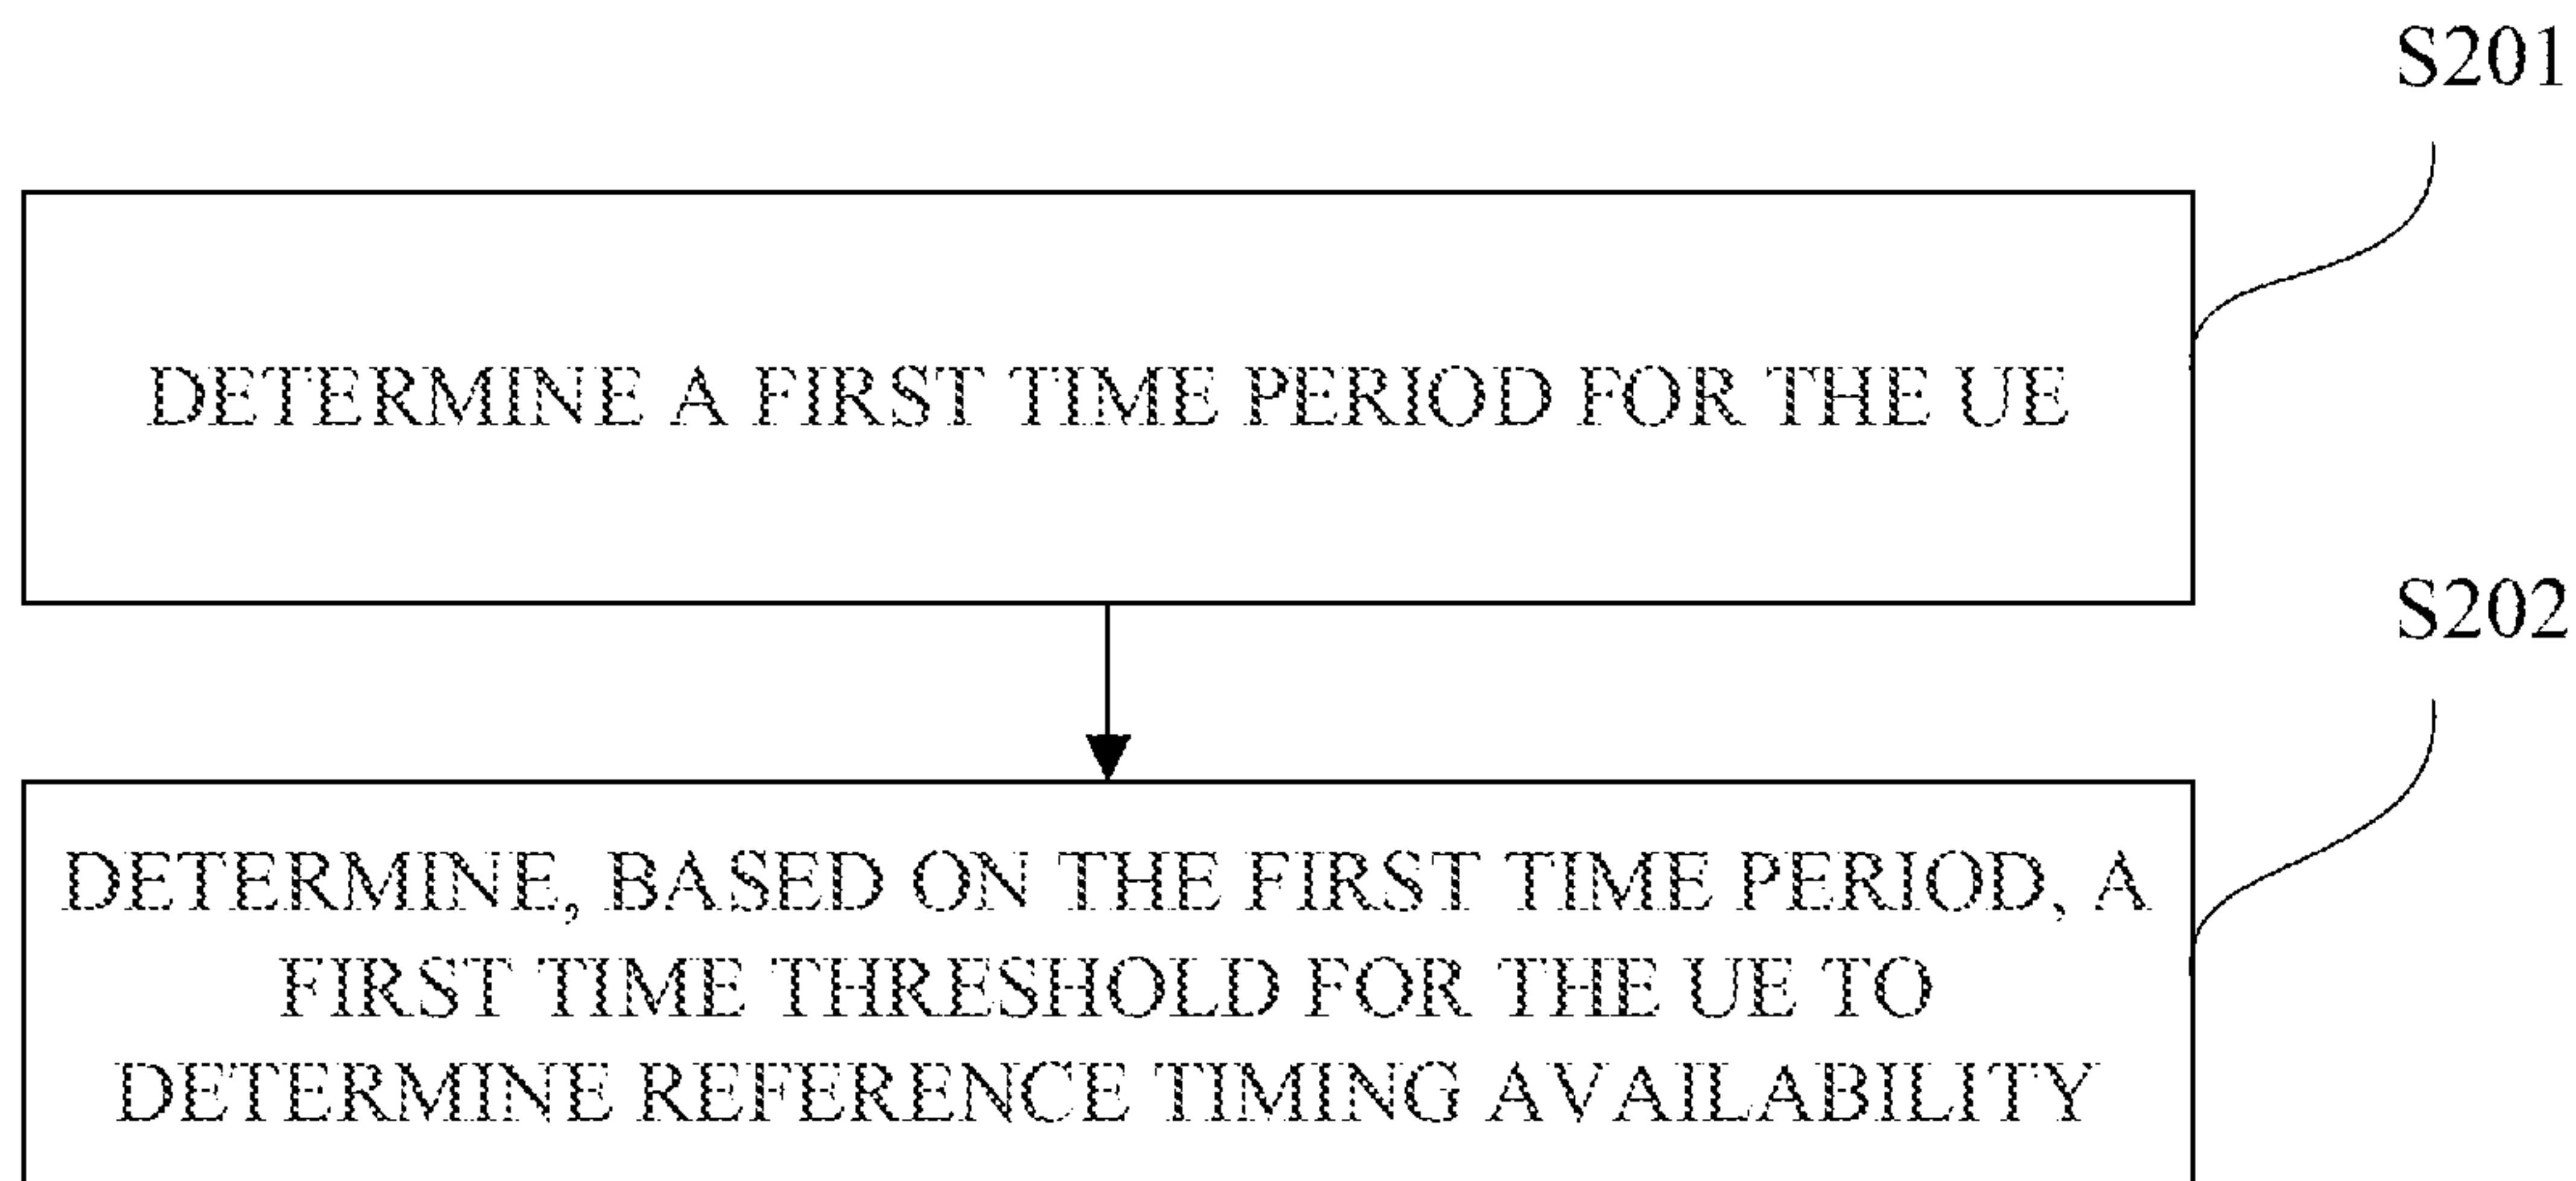 S201
DETERMINE A FIRST TIME PERIOD FOR THE UE
S202
DETERMINE, BASED ON THE FIRST TIME PERIOD, A
FIRST TIME THRESHOLD FOR THE UE TO
DETERMINE REFERENCE TIMING AVAILABILITY